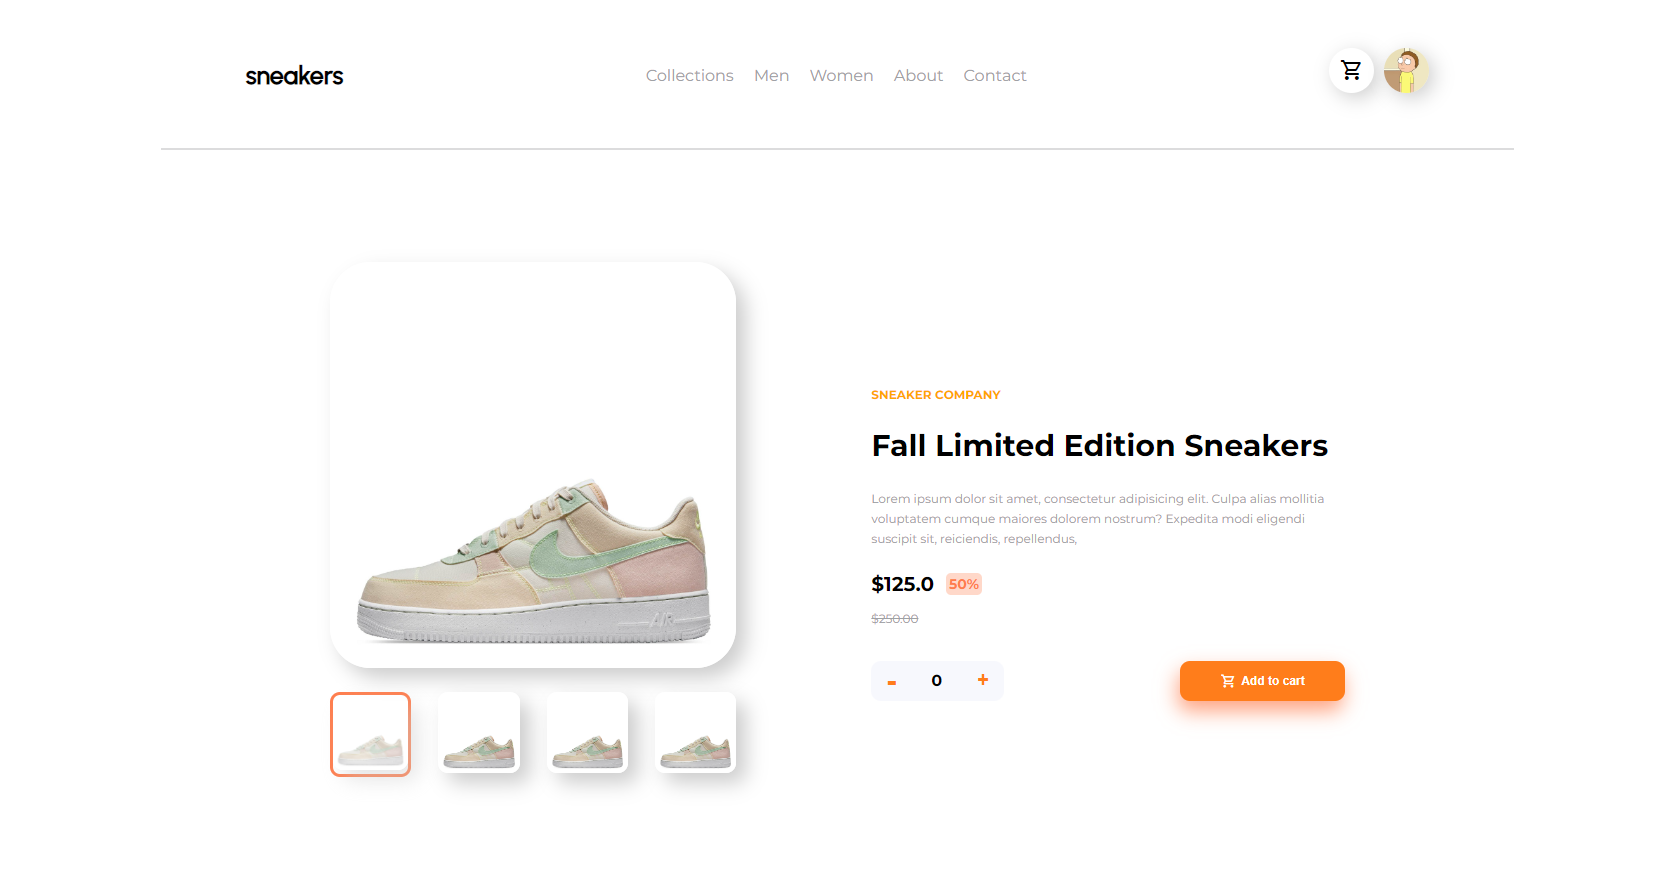 sneakers
Collections Men Women About Contact
SNEAKER COMPANY
Fall Limited Edition Sneakers
Lorem ipsum dolor sit amet, consectetur adipisicing elit. Culpa alias mollitia
voluptatem cumque maiores dolorem nostrum? Expedita modi eligendi
suscipit sit, reiciendis, repellendus,
$125.0 50%
$250.00
- 0 + Add to cart
AIR